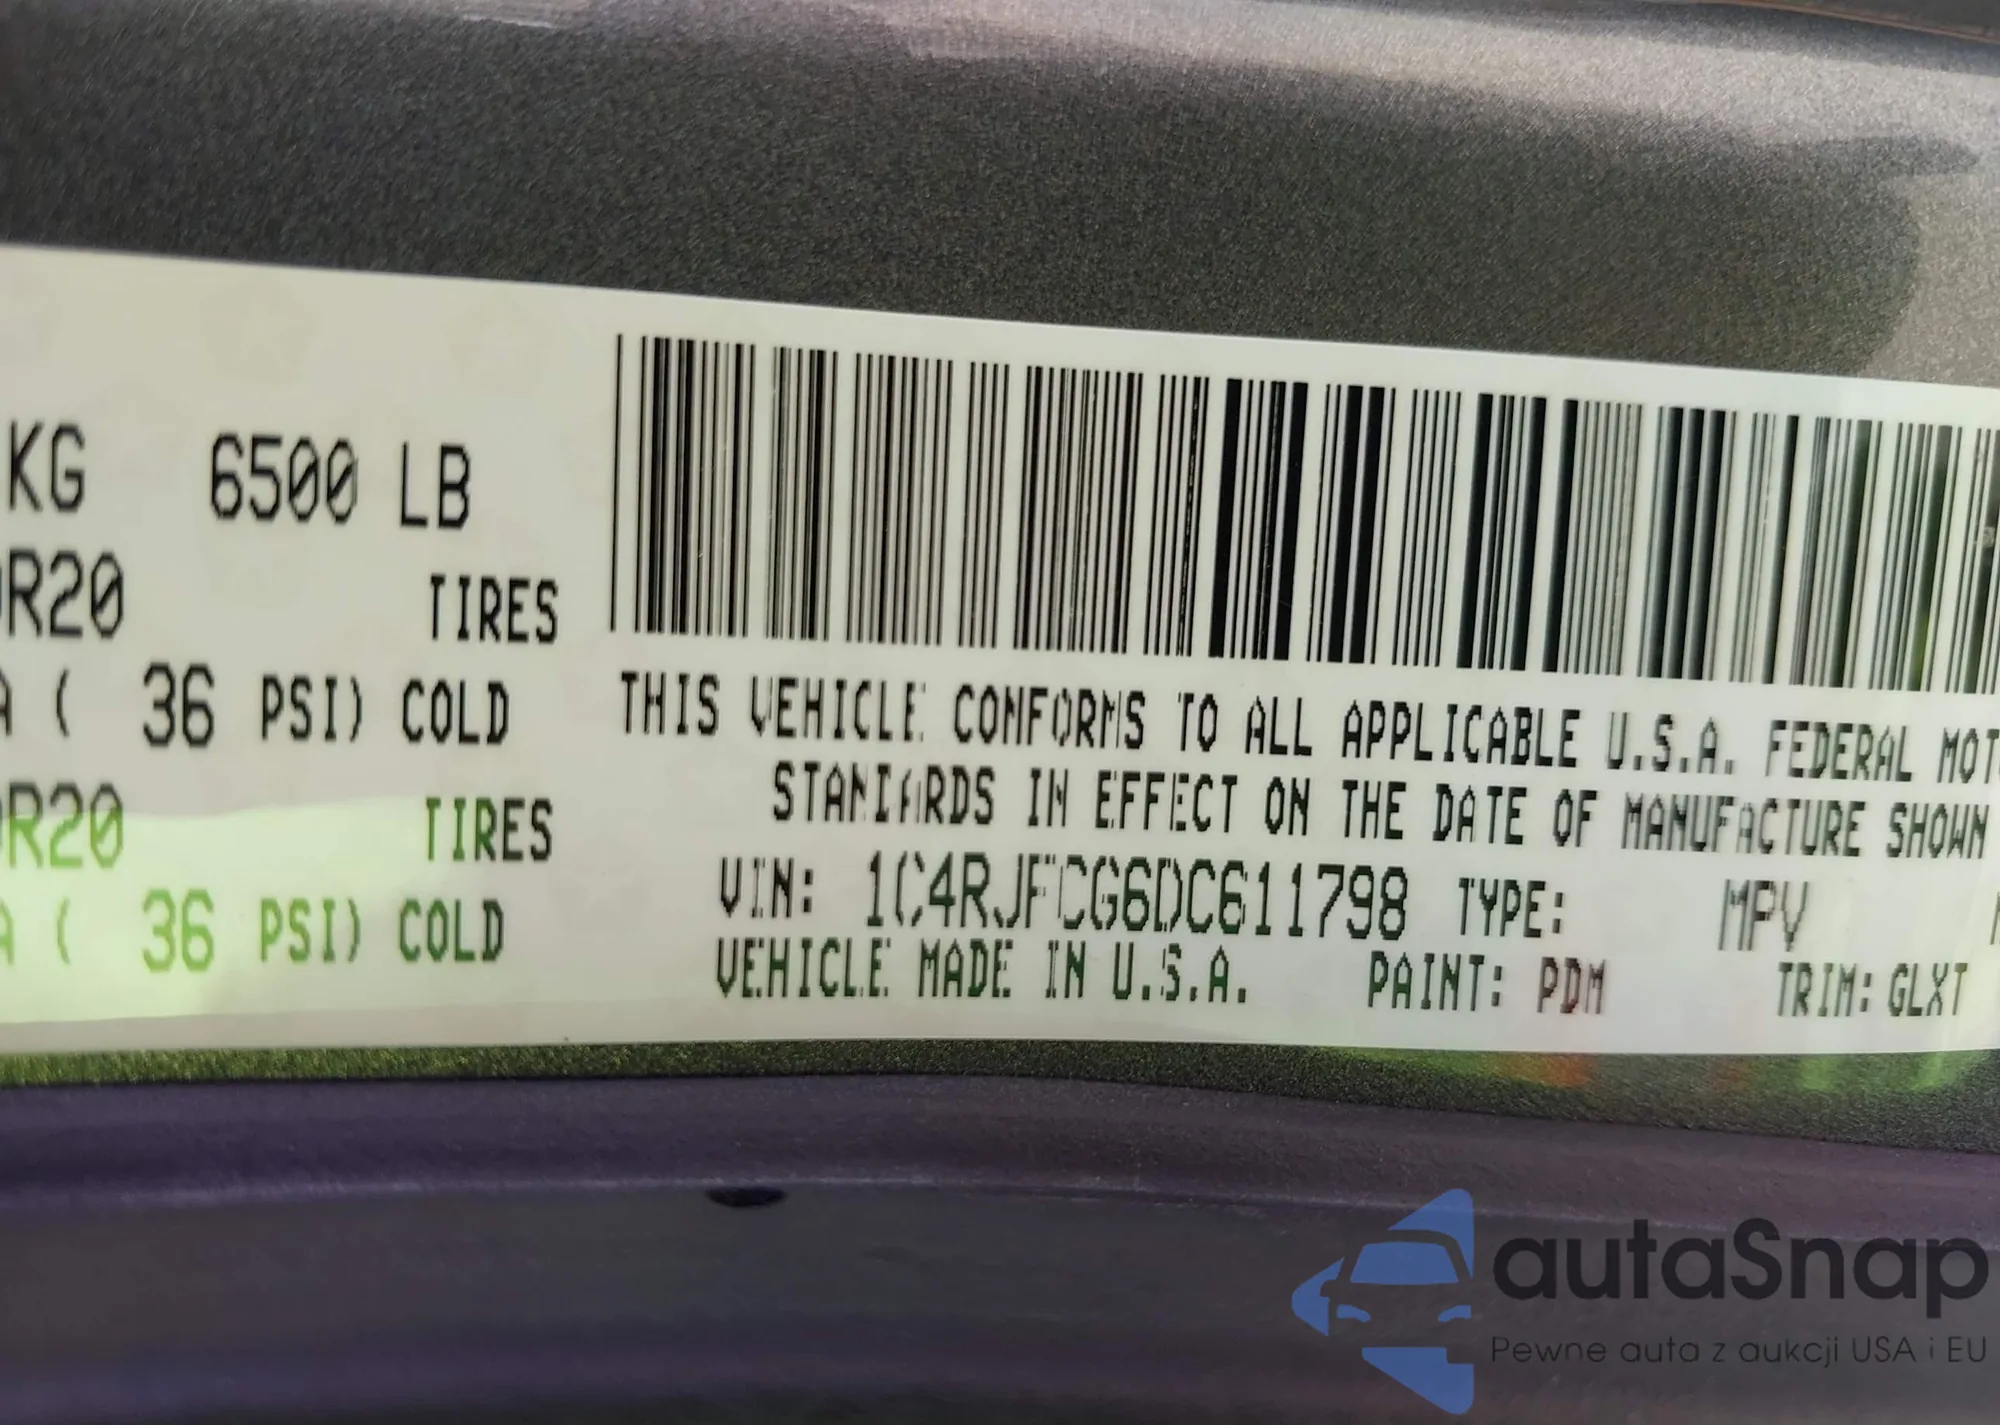 KG 6500 LB
R20 TIRES
A ( 36 PSI) COLD
R20 TIRES
A ( 36 PSI) COLD
THIS VEHICLE CONFORMS TO ALL APPLICABLE U.S.A. FEDERAL MOT
STANDARDS IN EFFECT ON THE DATE OF MANUFACTURE SHOWN
VIN: 1C4RJFCG6DC611798 TYPE: MPV
VEHICLE MADE IN U.S.A. PAINT: PDM TRIM: GLXT
autaSnap
Pewne auta z aukcji USA i EU